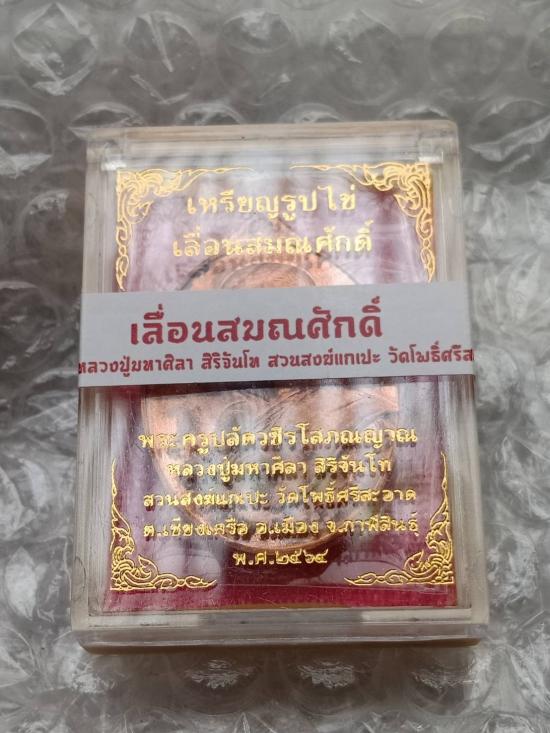 เหรียญรูปไข่
เลื่อนสมณศักดิ์
เลื่อนสมณศักดิ์
หลวงปู่มหาศิลา สิริจันโท สวนสงฆ์แกเปะ วัดโพธิ์ศรีส
พระครูปลัดวชิรโสภณญาณ
หลวงปู่มหาศิลา สิริจันโท
สวนสงฆ์แกเปะ วัดโพธิ์ศรีสะอาด
ต.เชียงเครือ อ.เมือง จ.กาฬสินธุ์
พ.ศ.๒๕๖๔